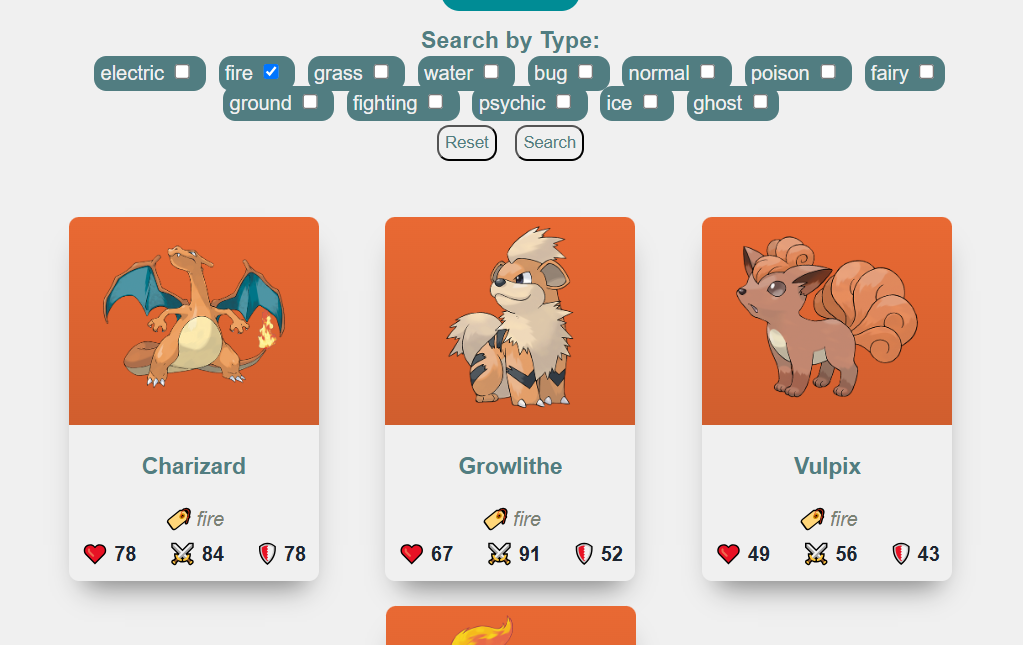 Search by Type:
electric fire grass water bug normal poison fairy
ground fighting psychic ice ghost
Reset Search
Charizard Growlithe Vulpix
fire fire fire
78 84 78 67 91 52 49 56 43